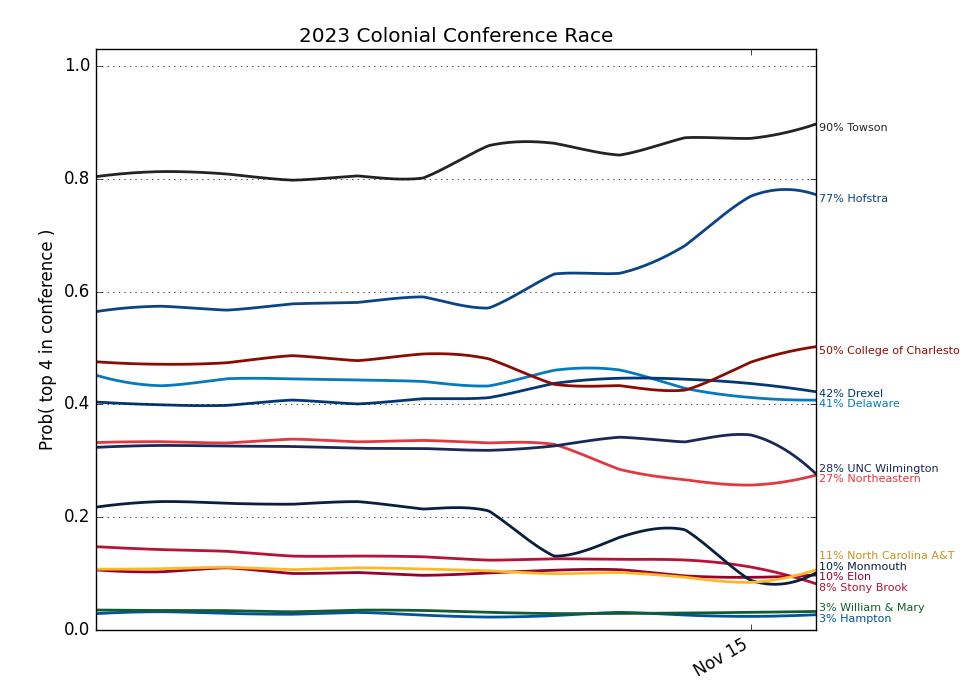 2023 Colonial Conference Race
Prob( top 4 in conference )
1.0
0.8
0.6
0.4
0.2
0.0
Nov 15
90% Towson
77% Hofstra
50% College of Charlesto
42% Drexel
41% Delaware
28% UNC Wilmington
27% Northeastern
11% North Carolina A&T
10% Monmouth
10% Elon
8% Stony Brook
3% William & Mary
3% Hampton